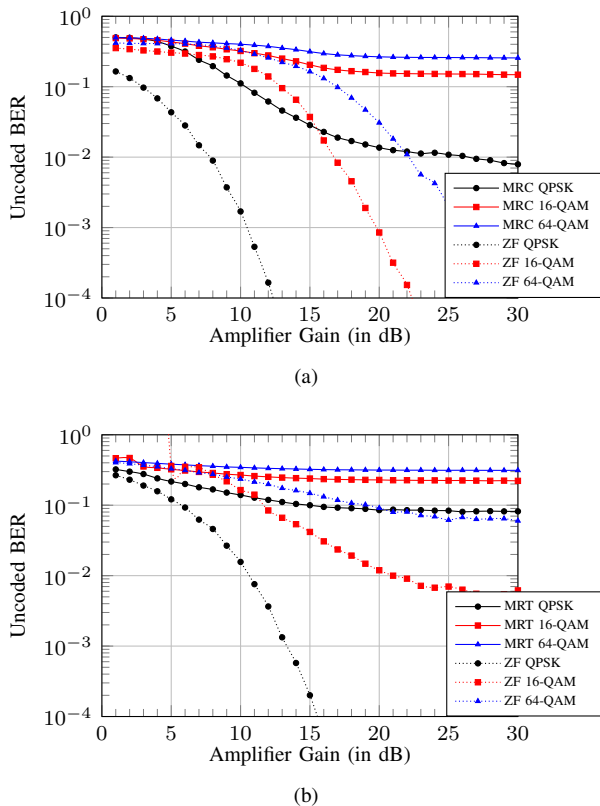 10^0
10^−1
10^−2
10^−3
10^−4
Uncoded BER
MRC QPSK
MRC 16-QAM
MRC 64-QAM
ZF QPSK
ZF 16-QAM
ZF 64-QAM
0 5 10 15 20 25 30
Amplifier Gain (in dB)
(a)
10^0
10^−1
10^−2
10^−3
10^−4
Uncoded BER
MRT QPSK
MRT 16-QAM
MRT 64-QAM
ZF QPSK
ZF 16-QAM
ZF 64-QAM
0 5 10 15 20 25 30
Amplifier Gain (in dB)
(b)